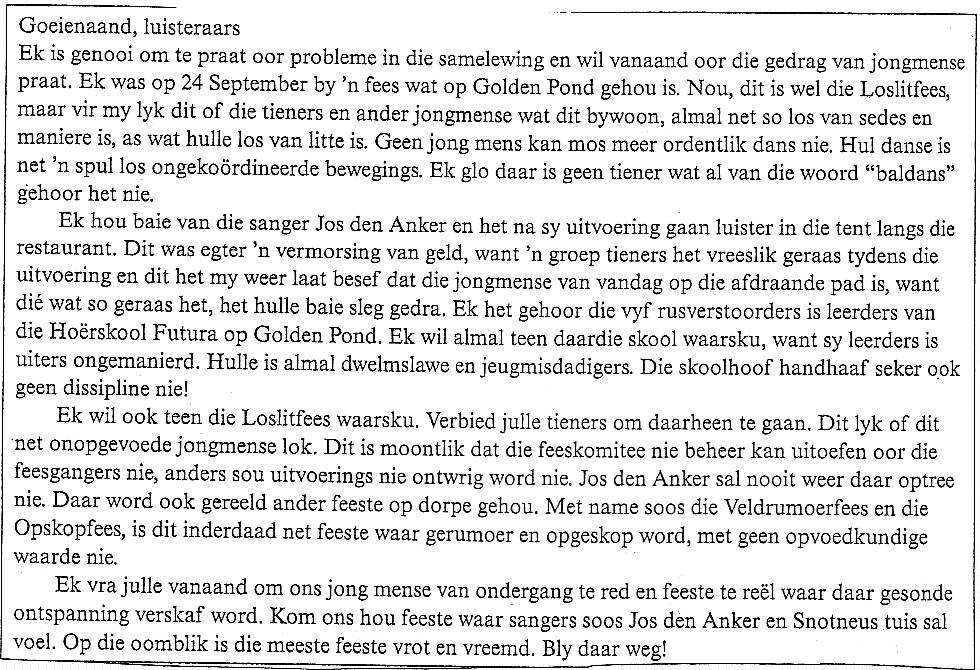 Goeienaand, luisteraars
Ek is genooi om te praat oor probleme in die samelewing en wil vanaand oor die gedrag van jongmense
praat. Ek was op 24 September by 'n fees wat op Golden Pond gehou is. Nou, dit is wel die Loslitfees,
maar vir my lyk dit of die tieners en ander jongmense wat dit bywoon, almal net so los van sedes en
maniere is, as wat hulle los van litte is. Geen jong mens kan mos meer ordentlik dans nie. Hul danse is
net 'n spul los ongekoördineerde bewegings. Ek glo daar is geen tiener wat al van die woord “baldans”
gehoor het nie.
Ek hou baie van die sanger Jos den Anker en het na sy uitvoering gaan luister in die tent langs die
restaurant. Dit was egter 'n vermorsing van geld, want 'n groep tieners het vreeslik geraas tydens die
uitvoering en dit het my weer laat besef dat die jongmense van vandag op die afdraande pad is, want
dié wat so geraas het, het hulle baie sleg gedra. Ek het gehoor die vyf rusverstoorders is leerders van
die Hoërskool Futura op Golden Pond. Ek wil almal teen daardie skool waarsku, want sy leerders is
uiters ongemanierd. Hulle is almal dwelmslawe en jeugmisdadigers. Die skoolhoof handhaaf seker ook
geen dissipline nie!
Ek wil ook teen die Loslitfees waarsku. Verbied julle tieners om daarheen te gaan. Dit lyk of dit
net onopgevoede jongmense lok. Dit is moontlik dat die feeskomitee nie beheer kan uitoefen oor die
feesgangers nie, anders sou uitvoerings nie ontwrig word nie. Jos den Anker sal nooit weer daar optree
nie. Daar word ook gereeld ander feeste op dorpe gehou. Met name soos die Veldrumoerfees en die
Opskopfees, is dit inderdaad net feeste waar gerumoer en opgeskop word, met geen opvoedkundige
waarde nie.
Ek vra julle vanaand om ons jong mense van ondergang te red en feeste te reël waar daar gesonde
ontspanning verskaf word. Kom ons hou feeste waar sangers soos Jos den Anker en Snotneus tuis sal
voel. Op die oomblik is die meeste feeste vrot en vreemd. Bly daar weg!